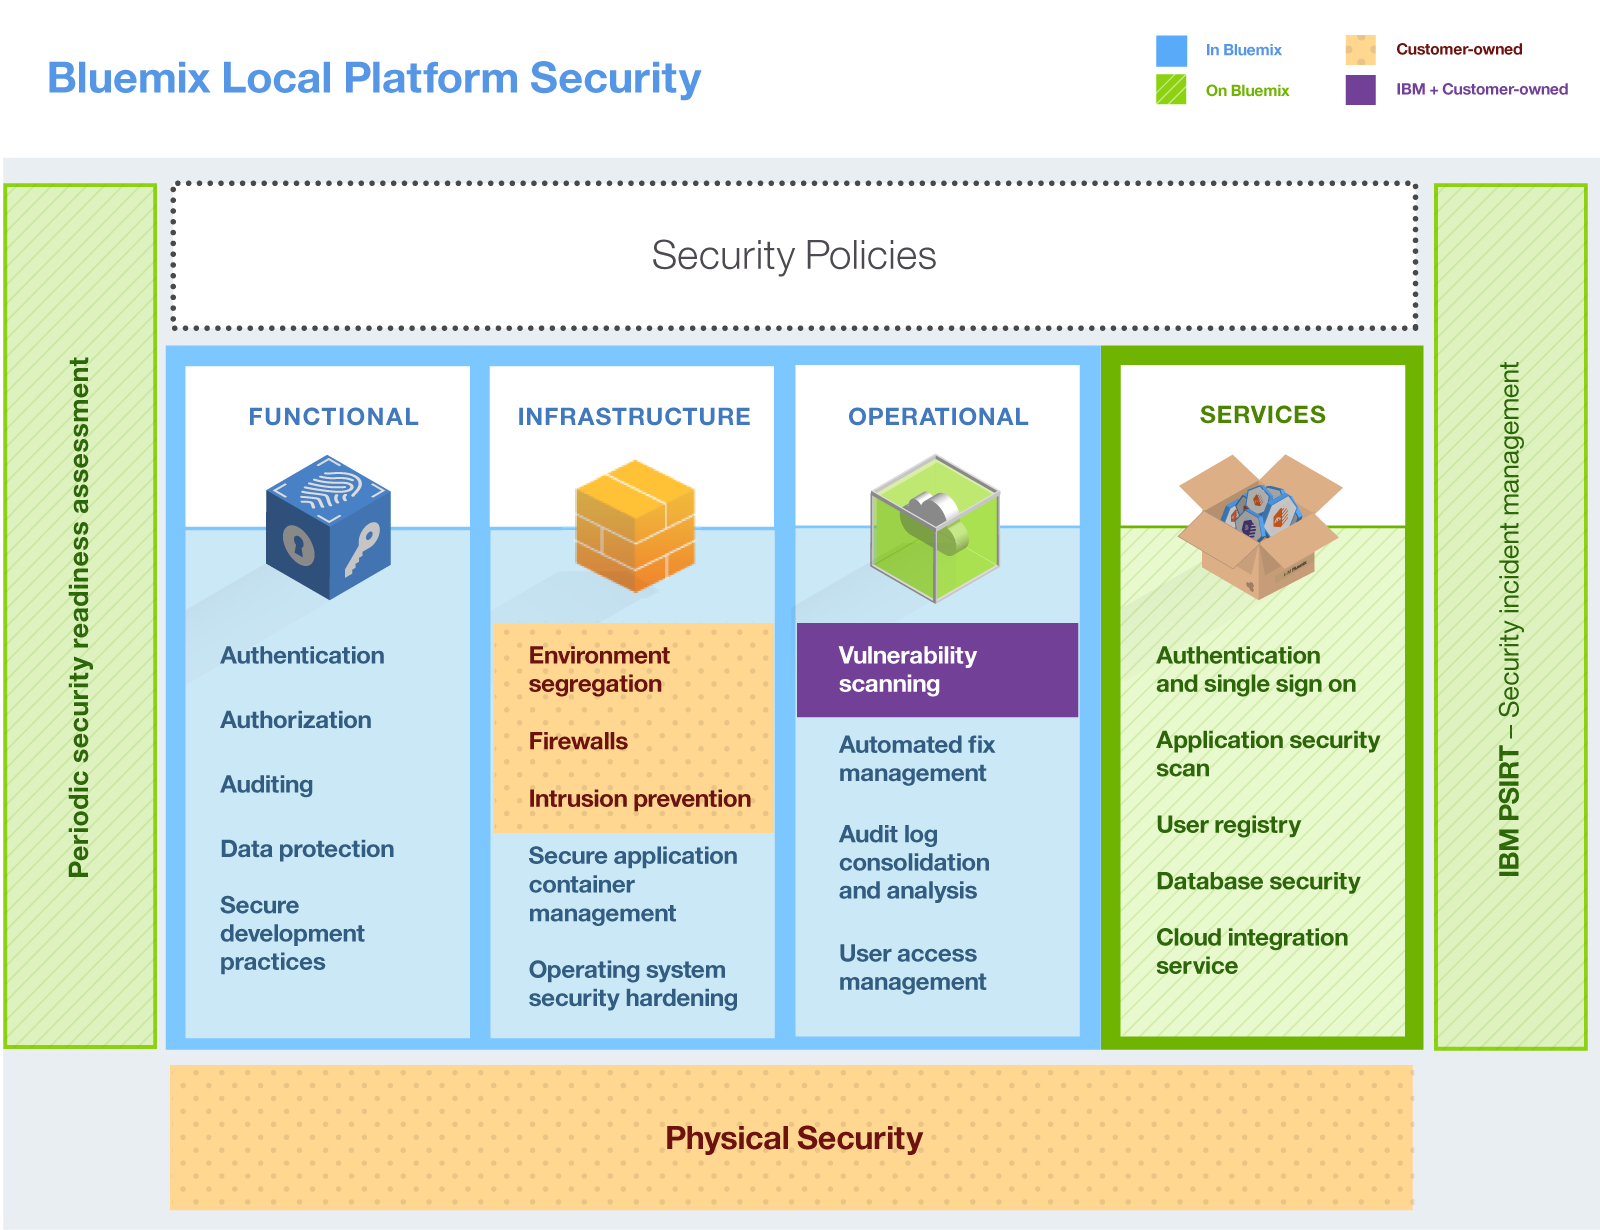 Bluemix Local Platform Security
In Bluemix
Customer-owned
On Bluemix
IBM + Customer-owned
Periodic security readiness assessment
Security Policies
FUNCTIONAL
Authentication
Authorization
Auditing
Data protection
Secure
development
practices
INFRASTRUCTURE
Environment
segregation
Firewalls
Intrusion prevention
Secure application
container
management
Operating system
security hardening
OPERATIONAL
Vulnerability
scanning
Automated fix
management
Audit log
consolidation
and analysis
User access
management
SERVICES
Authentication
and single sign on
Application security
scan
User registry
Database security
Cloud integration
service
IBM PSIRT – Security incident management
Physical Security